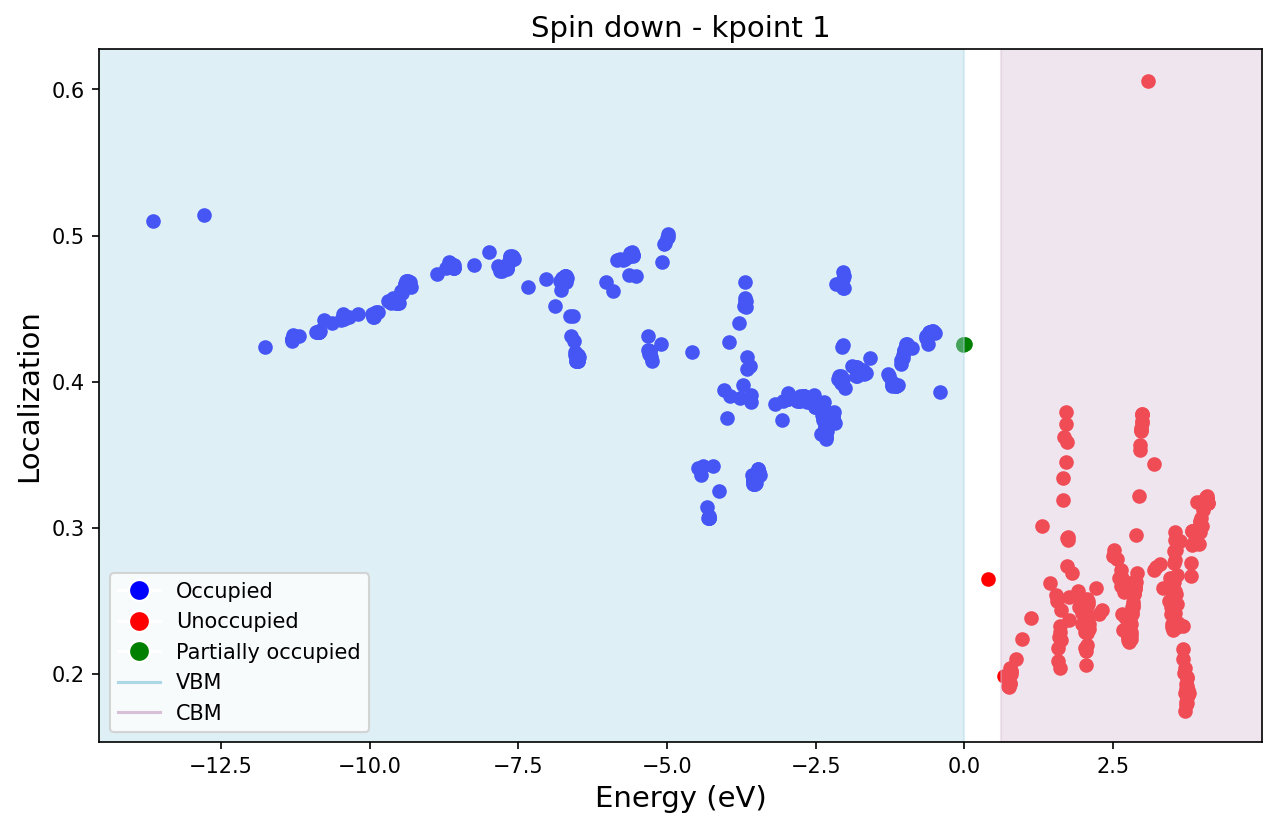 Spin down - kpoint 1
Localization
0.6
0.5
0.4
0.3
0.2
Occupied
Unoccupied
Partially occupied
VBM
CBM
−12.5 −10.0 −7.5 −5.0 −2.5 0.0 2.5
Energy (eV)